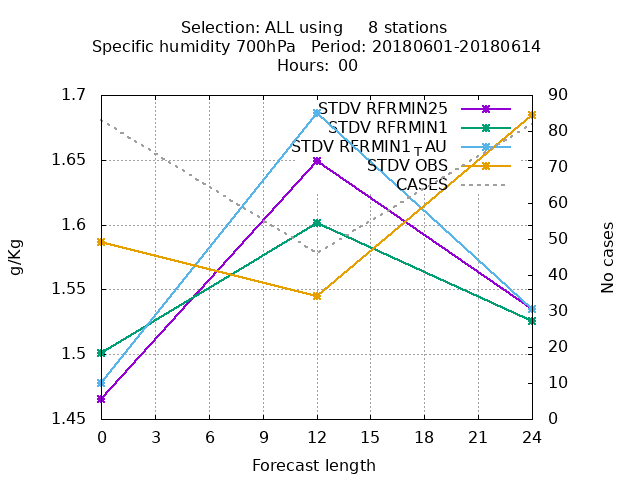 Selection: ALL using     8 stations
Specific humidity 700hPa   Period: 20180601-20180614
Hours: 00
STDV RFRMIN25
STDV RFRMIN1
STDV RFRMIN1TAU
STDV OBS
CASES
1.7
1.65
1.6
1.55
1.5
1.45
g/Kg
90
80
70
60
50
40
30
20
10
0
No cases
0 3 6 9 12 15 18 21 24
Forecast length